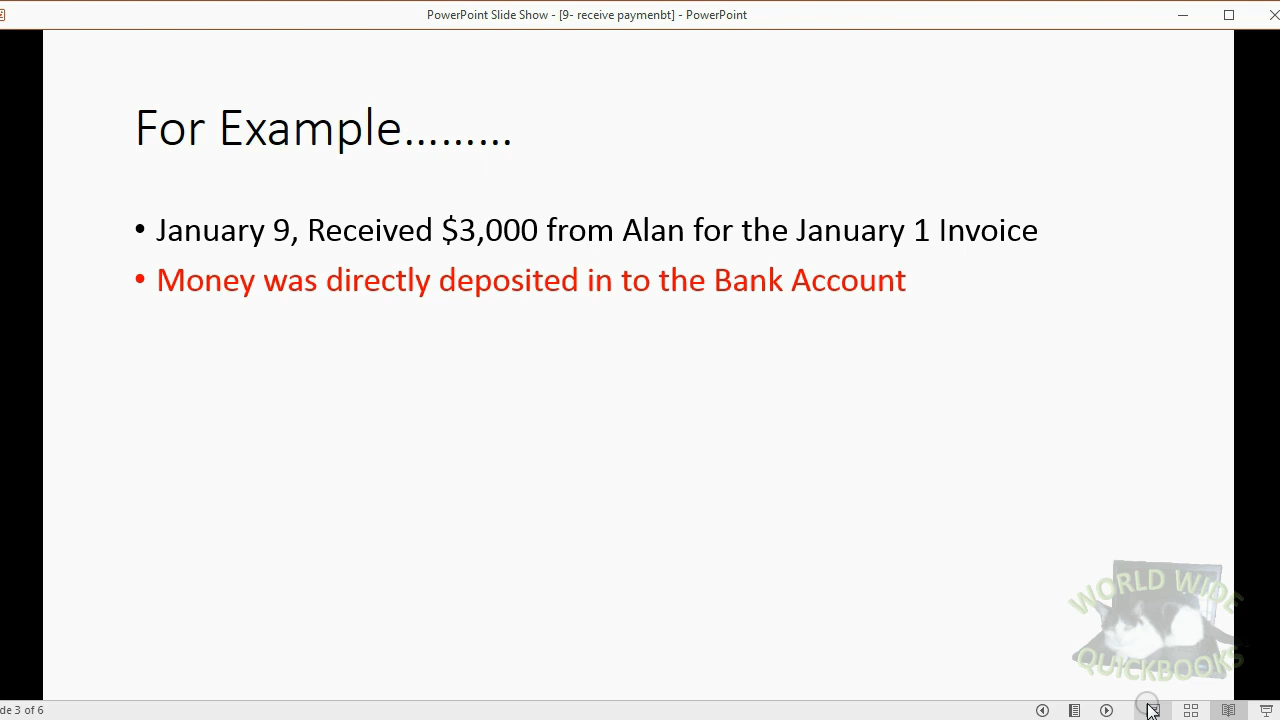 PowerPoint Slide Show - [9- receive paymenbt] - PowerPoint
For Example.........
• January 9, Received $3,000 from Alan for the January 1 Invoice
• Money was directly deposited in to the Bank Account
WORLD WIDE
QUICKBOOKS
de 3 of 6